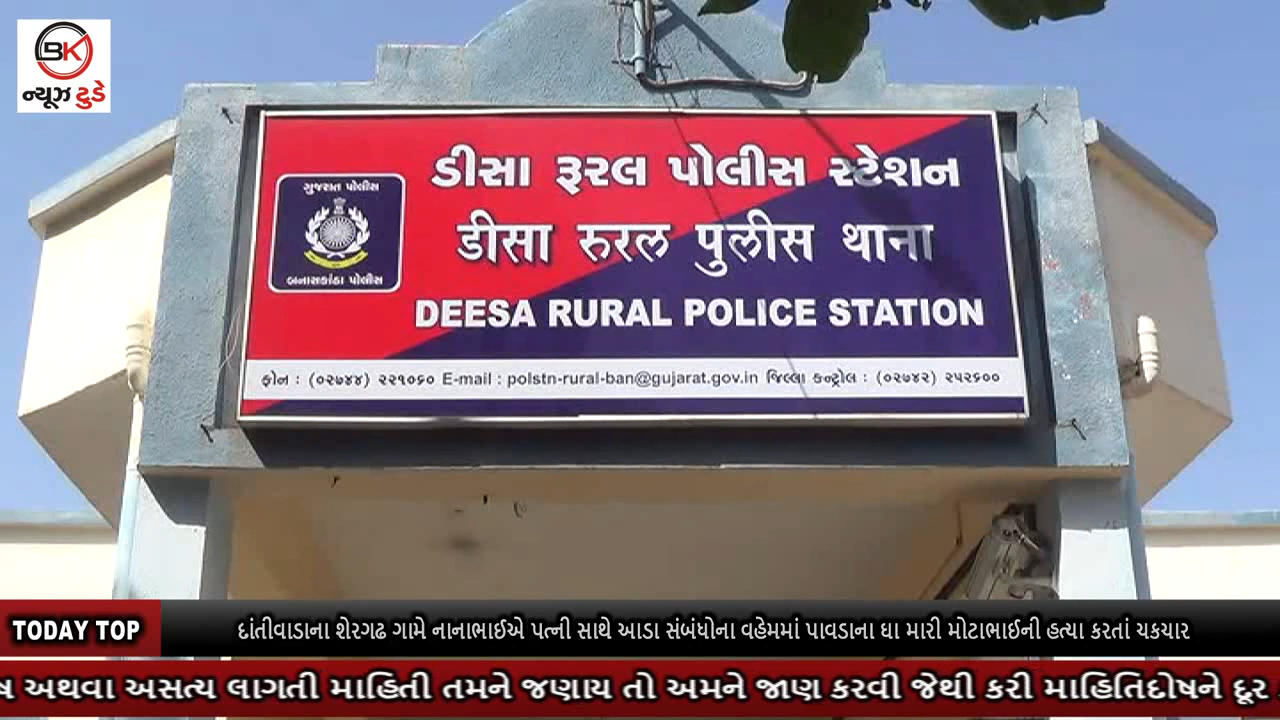 BK
ન્યૂઝ ટુડે
ગુજરાત પોલીસ
બનાસકાંઠા પોલીસ
ડીસા રૂરલ પોલીસ સ્ટેશન
डीसा रुरल पुलीस थाना
DEESA RURAL POLICE STATION
ફોન : (૦૨૭૪૪) ૨૨૧૦૬૦ E-mail : polstn-rural-ban@gujarat.gov.in જિલ્લા કન્ટ્રોલ : (૦૨૭૪૨) ૨૫૨૬૦૦
TODAY TOP
દાંતીવાડાના શેરગઢ ગામે નાનાભાઈએ પત્ની સાથે આડા સંબંધોના વહેમમાં પાવડાના ઘા મારી મોટાભાઈની હત્યા કરતાં ચકચાર
અથવા અસત્ય લાગતી માહિતી તમને જણાય તો અમને જાણ કરવી જેથી કરી માહિતિદોષને દૂર